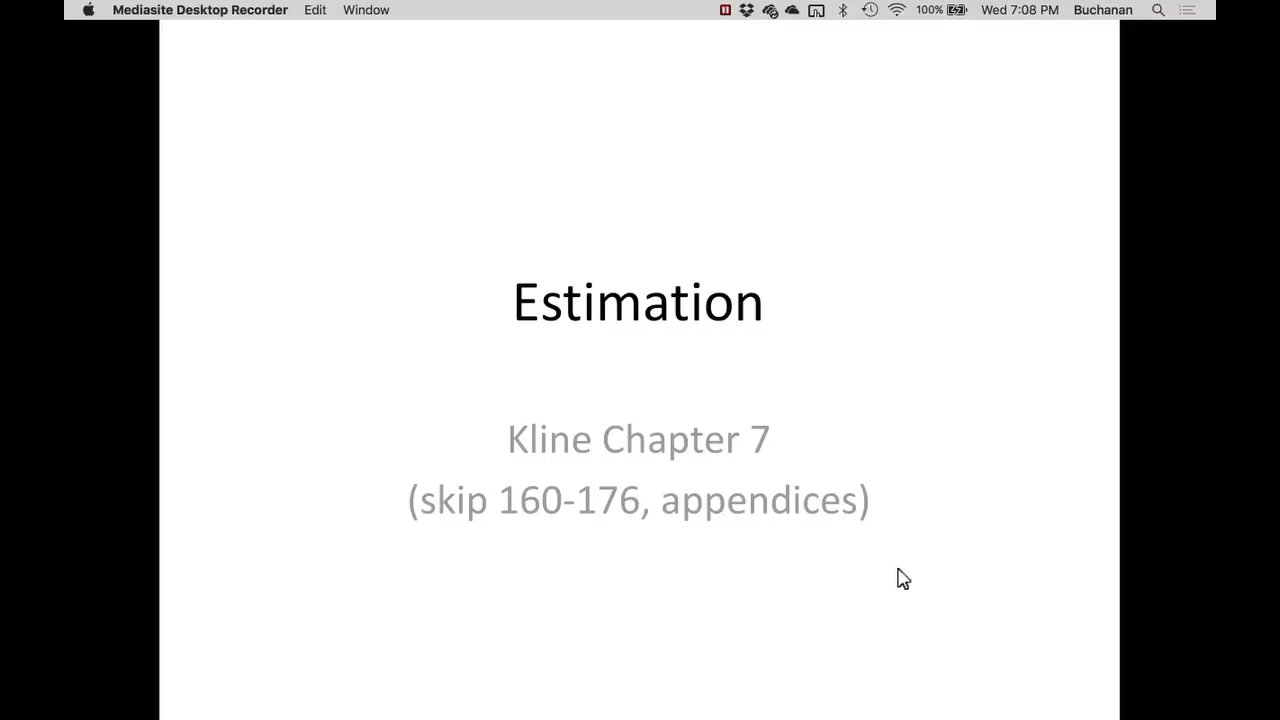 Mediasite Desktop Recorder Edit Window 100% Wed 7:08 PM Buchanan
Estimation
Kline Chapter 7
(skip 160-176, appendices)